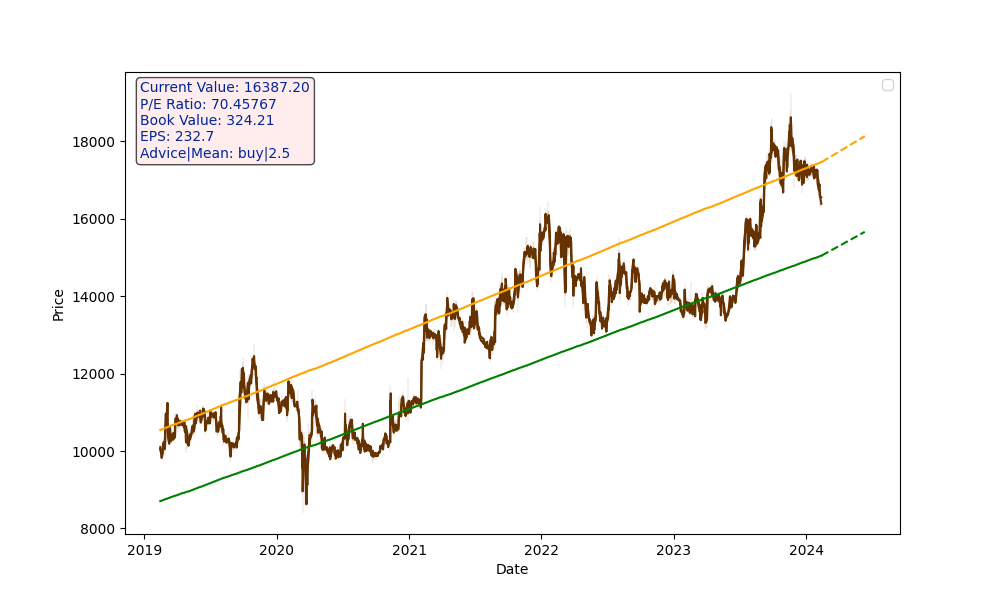 Current Value: 16387.20
P/E Ratio: 70.45767
Book Value: 324.21
EPS: 232.7
Advice|Mean: buy|2.5
18000
16000
14000
12000
10000
8000
Price
2019 2020 2021 2022 2023 2024
Date